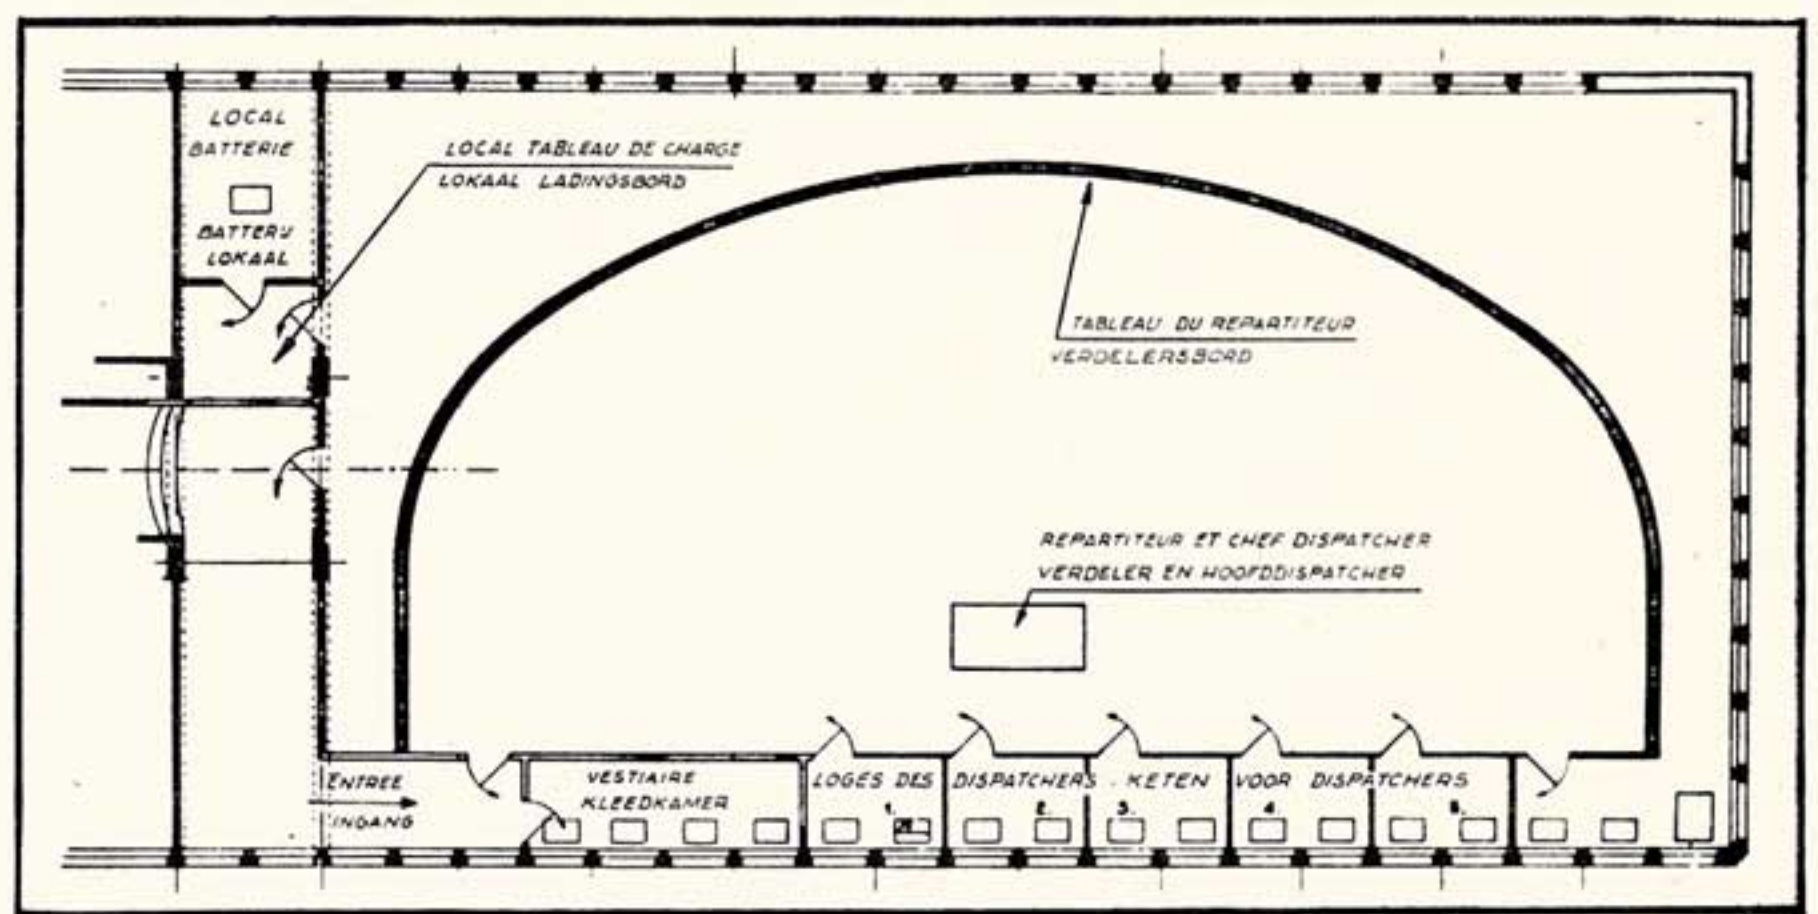 LOCAL
BATTERIE
BATTERIJ
LOKAAL
LOCAL TABLEAU DE CHARGE
LOKAAL LADINGSBORD
TABLEAU DU REPARTITEUR
VERDELERSBORD
REPARTITEUR ET CHEF DISPATCHER
VERDELER EN HOOFDDISPATCHER
ENTREE
INGANG
VESTIAIRE
KLEEDKAMER
LOGES DES DISPATCHERS - KETEN VOOR DISPATCHERS
1. 2. 3. 4. 5.